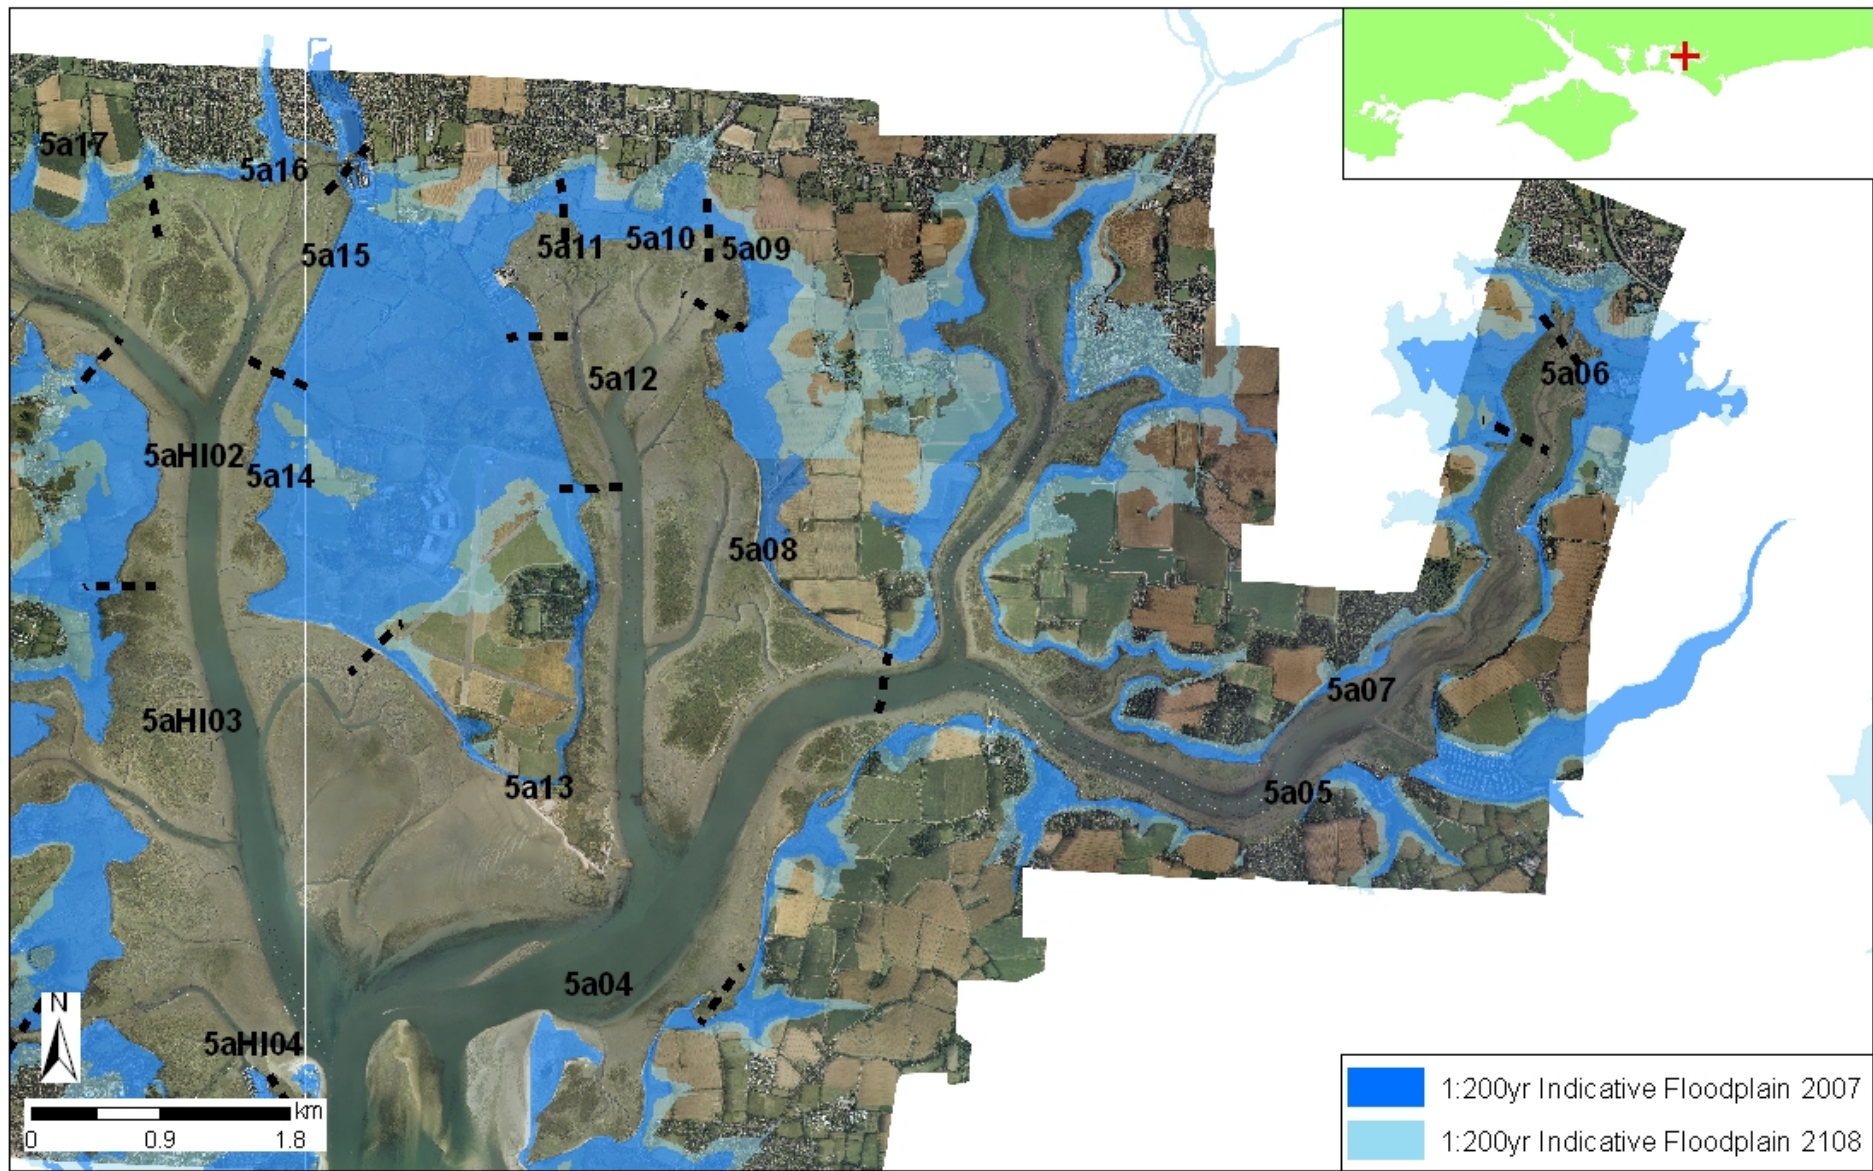 5a17
5a16
5a15
5a11
5a10
5a09
5a12
5a06
5aHI02
5a14
5a08
5a07
5aHI03
5a13
5a05
5a04
5aHI04
N
km
0 0.9 1.8
1:200yr Indicative Floodplain 2007
1:200yr Indicative Floodplain 2108